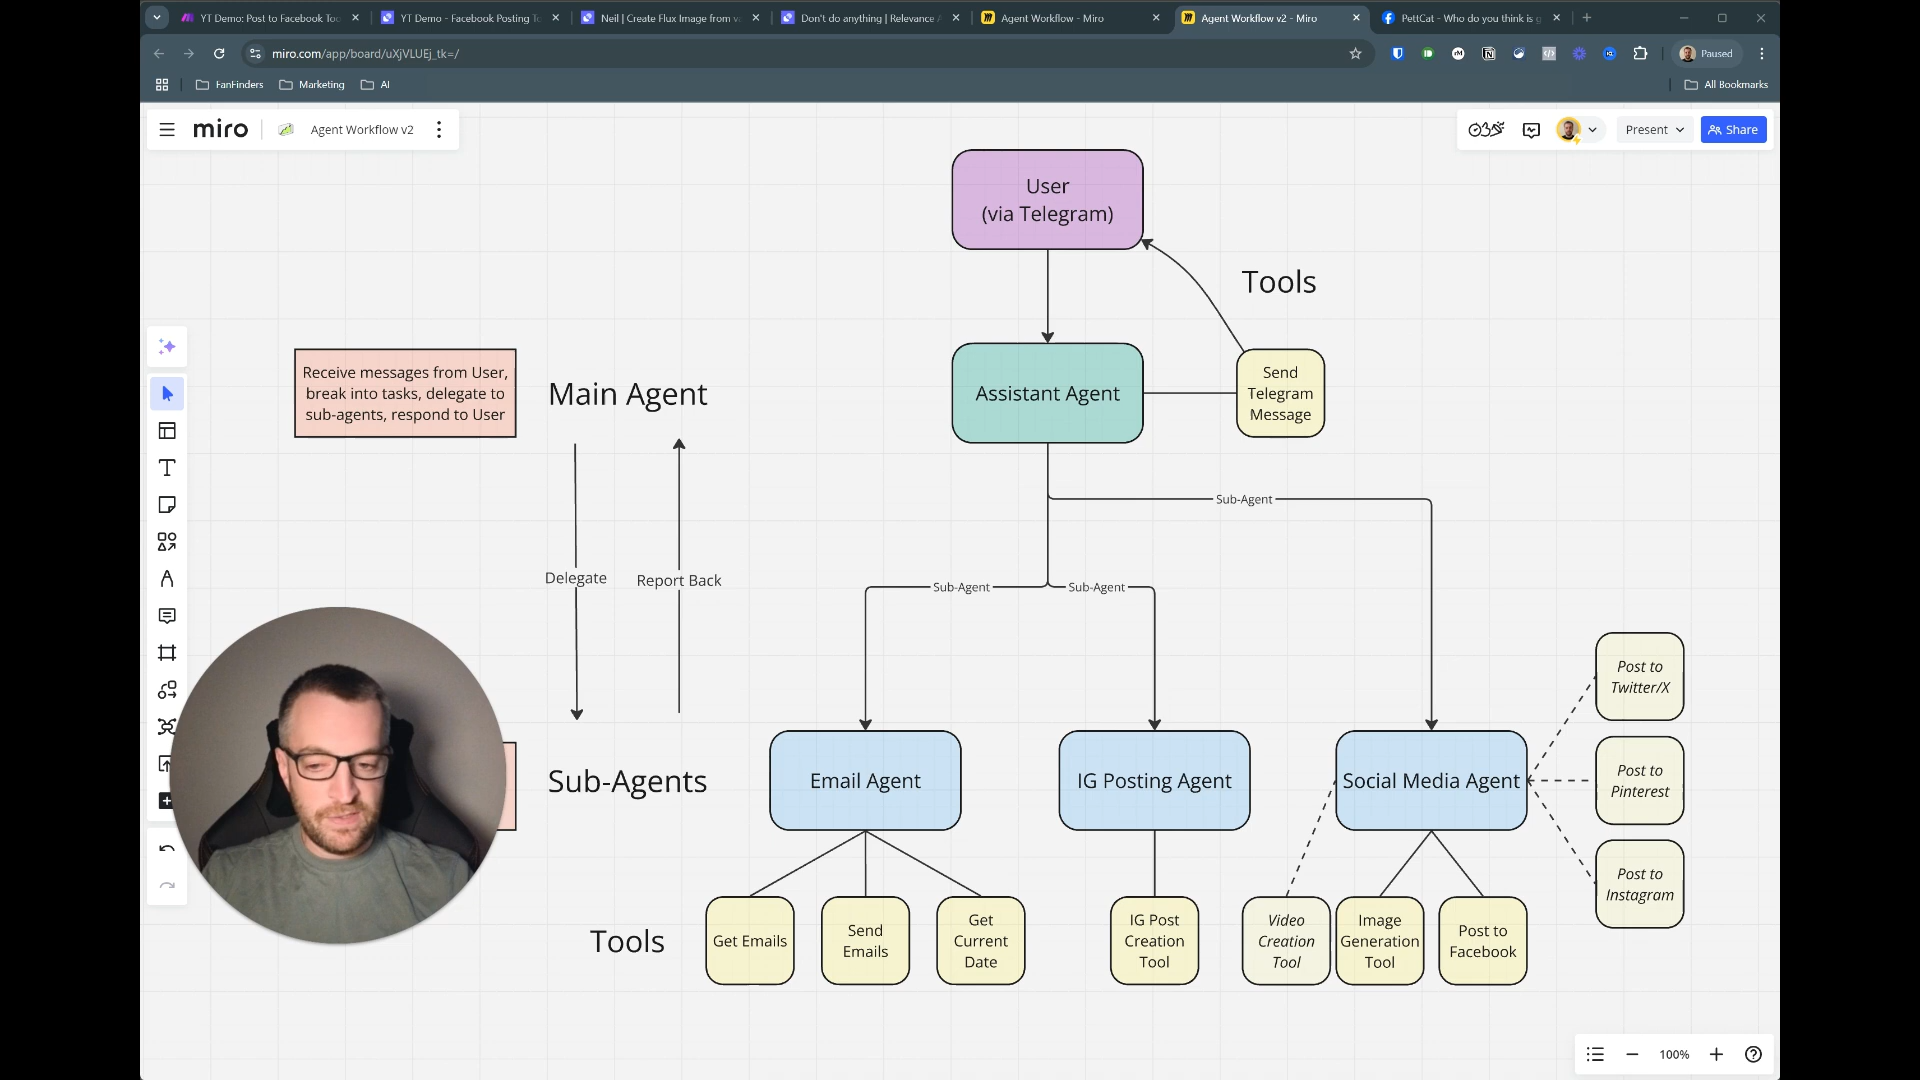 YT Demo: Post to Facebook Too
YT Demo - Facebook Posting To
Neil | Create Flux Image from vo
Don't do anything | Relevance A
Agent Workflow - Miro
Agent Workflow v2 - Miro
PettCat - Who do you think is g
miro.com/app/board/uXjVLUEj_tk=/
Paused
FanFinders
Marketing
AI
All Bookmarks
miro
Agent Workflow v2
Present
Share
User
(via Telegram)
Tools
Receive messages from User,
break into tasks, delegate to
sub-agents, respond to User
Main Agent
Assistant Agent
Send
Telegram
Message
Sub-Agent
Delegate
Report Back
Sub-Agent
Sub-Agent
Post to
Twitter/X
Sub-Agents
Email Agent
IG Posting Agent
Social Media Agent
Post to
Pinterest
Post to
Instagram
Tools
Get Emails
Send
Emails
Get
Current
Date
IG Post
Creation
Tool
Video
Creation
Tool
Image
Generation
Tool
Post to
Facebook
100%